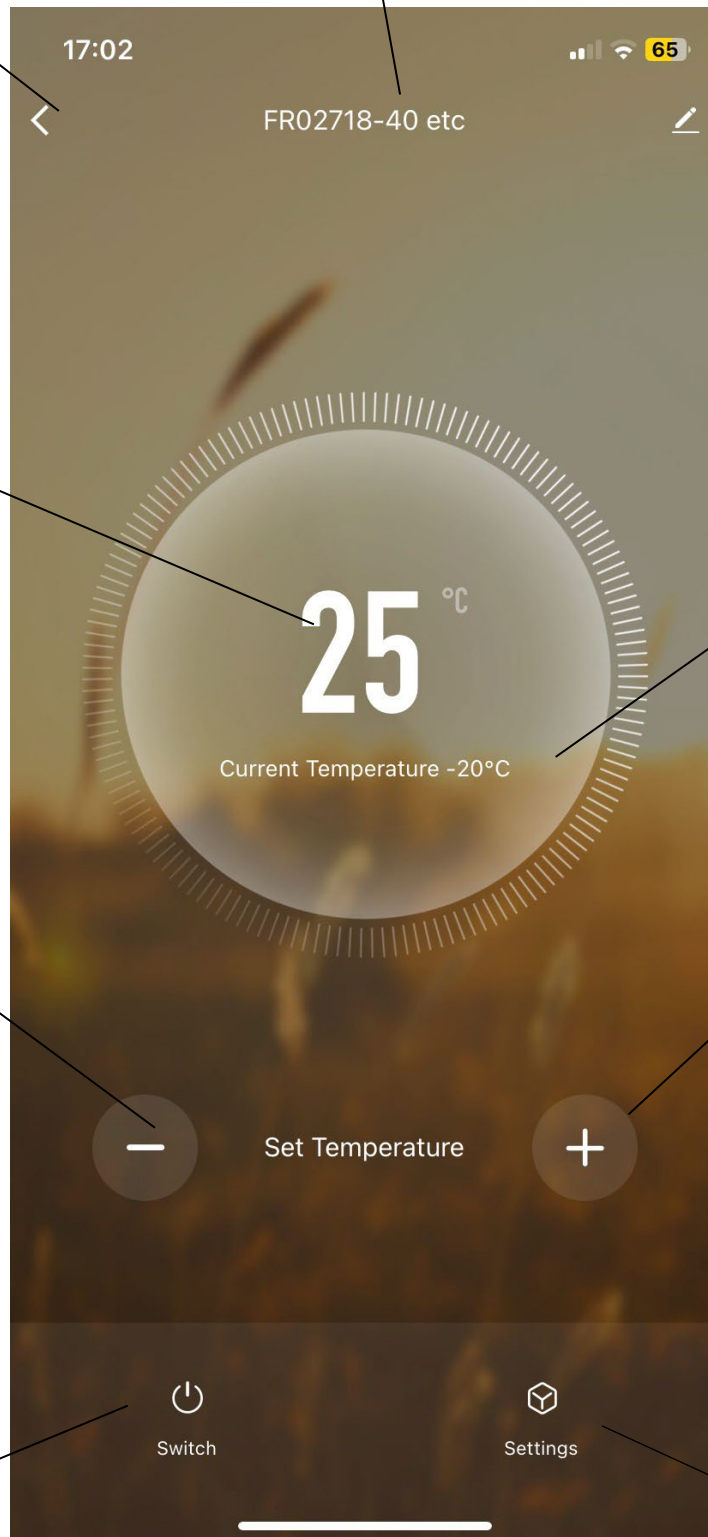 17:02
65
FR02718-40 etc
25 °C
Current Temperature -20°C
Set Temperature
Switch
Settings